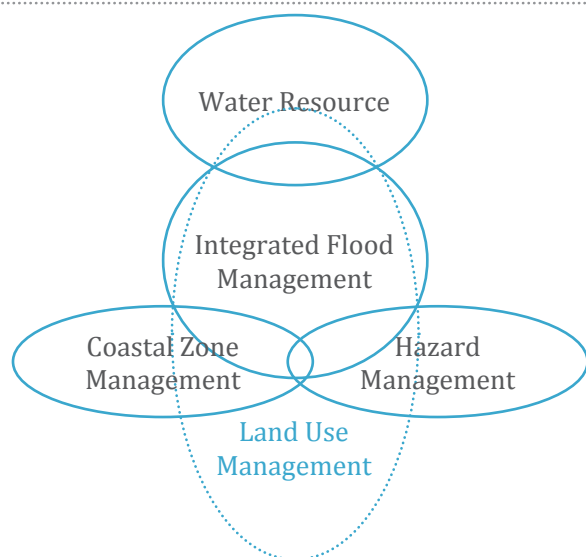 Water Resource
Integrated Flood
Management
Coastal Zone
Management
Hazard
Management
Land Use
Management